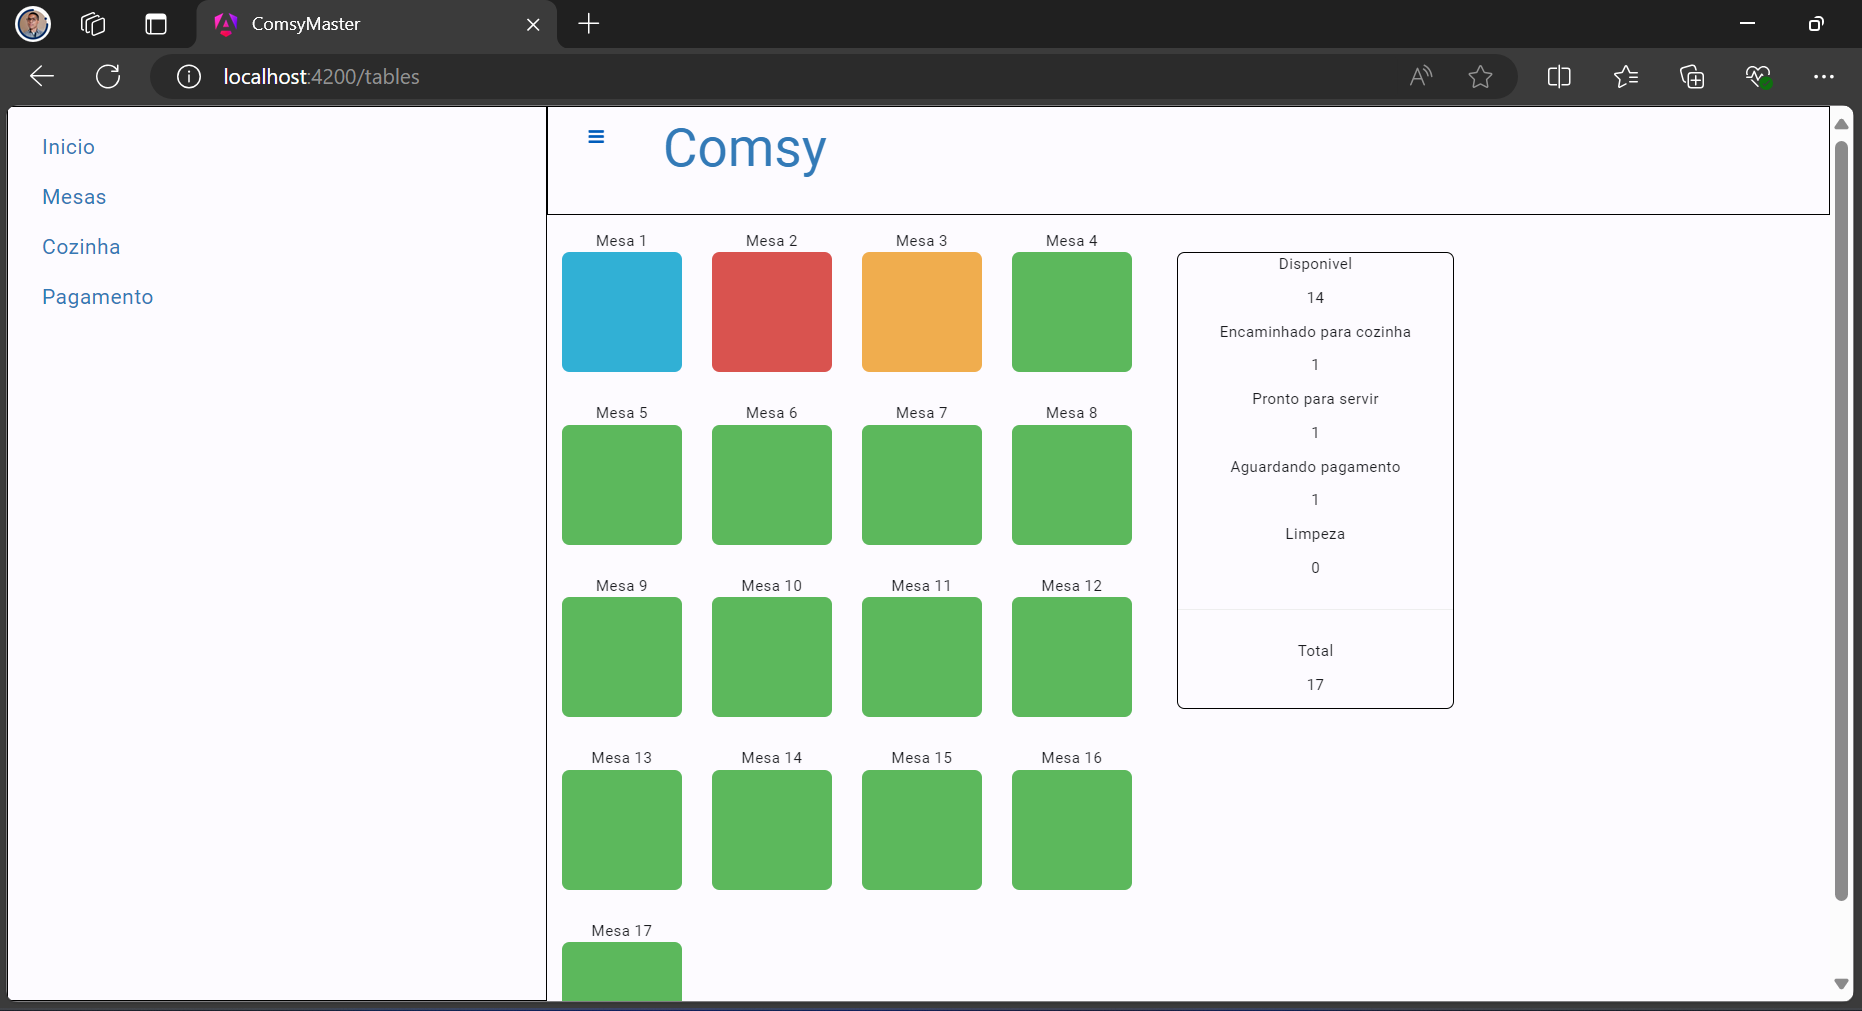 ComsyMaster
localhost:4200/tables
Inicio
Mesas
Cozinha
Pagamento
Comsy
Mesa 1 Mesa 2 Mesa 3 Mesa 4
Mesa 5 Mesa 6 Mesa 7 Mesa 8
Mesa 9 Mesa 10 Mesa 11 Mesa 12
Mesa 13 Mesa 14 Mesa 15 Mesa 16
Mesa 17
Disponivel
14
Encaminhado para cozinha
1
Pronto para servir
1
Aguardando pagamento
1
Limpeza
0
Total
17